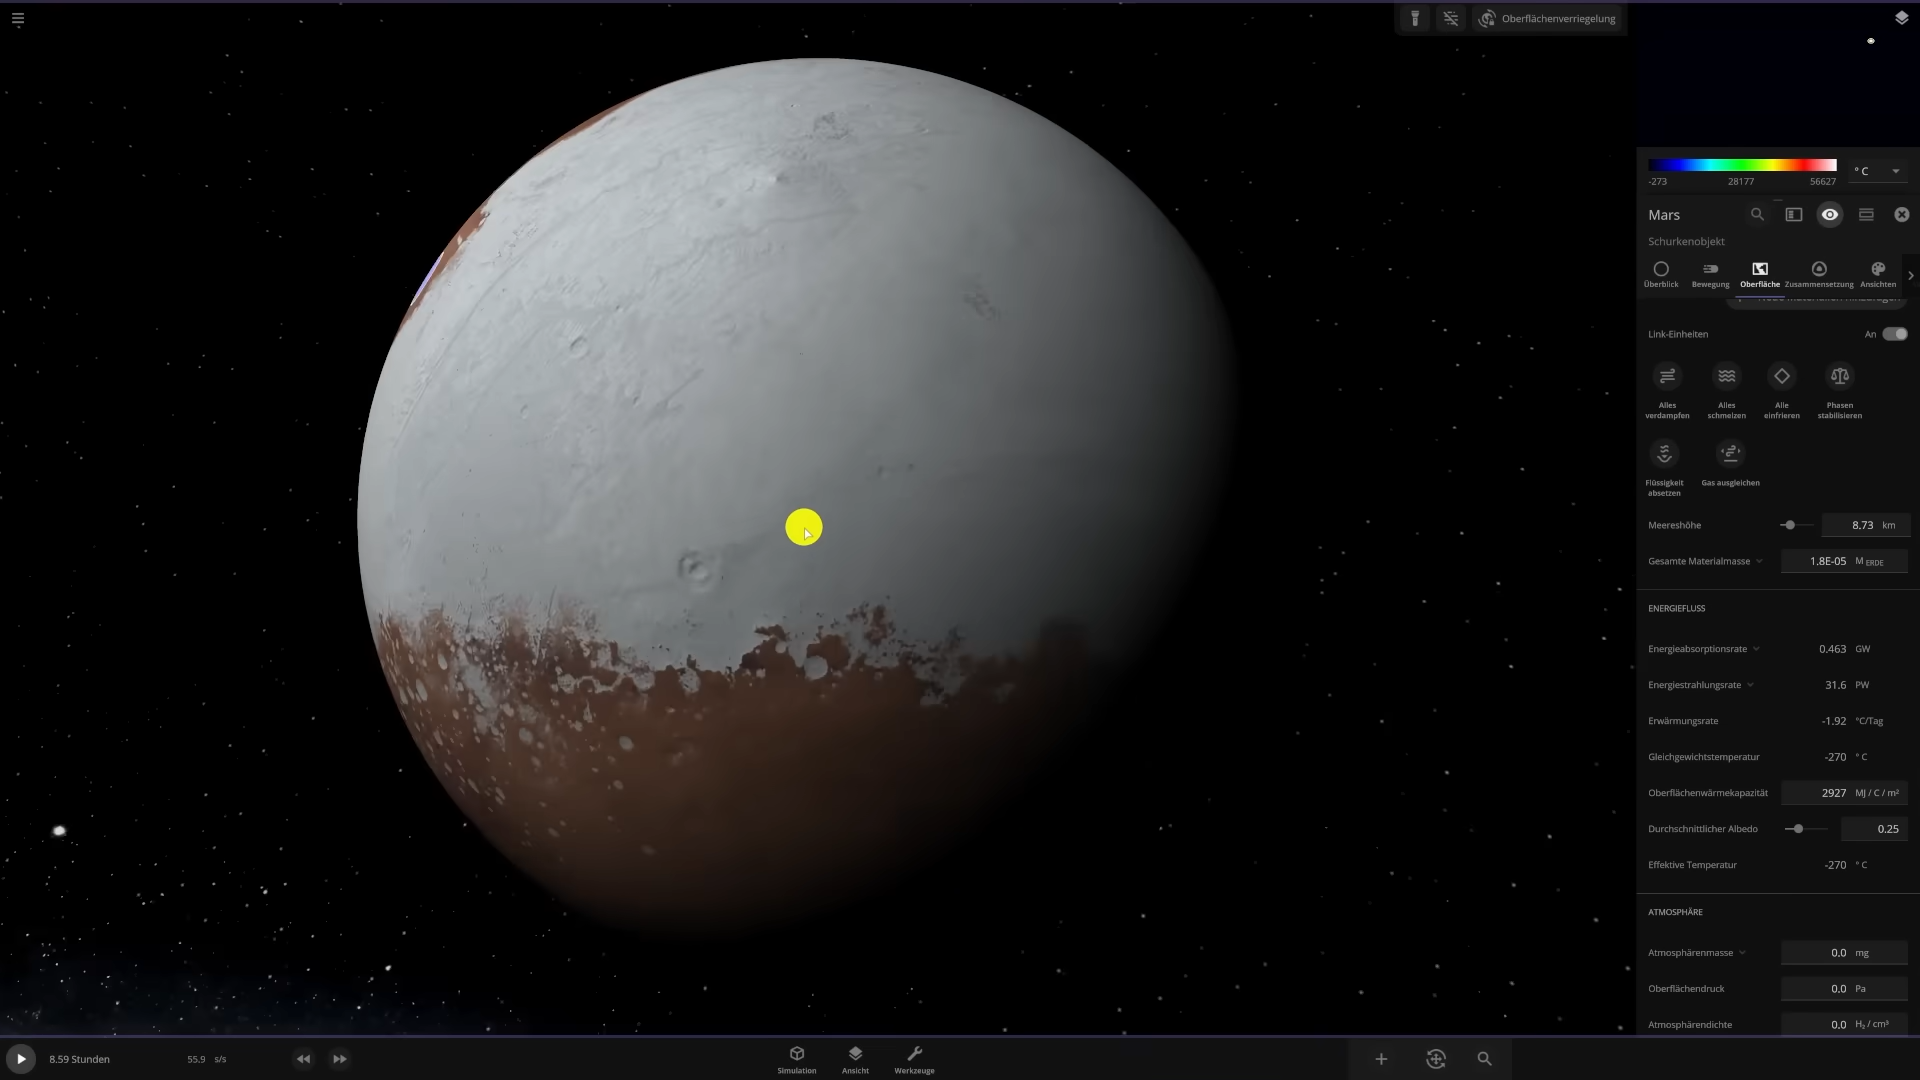 Oberflächenverriegelung
-273 28177 56627 ° C
Mars
Schurkenobjekt
Überblick Bewegung Oberfläche Zusammensetzung Ansichten
Link-Einheiten An
Alles verdampfen
Alles schmelzen
Alle einfrieren
Phasen stabilisieren
Flüssigkeit absetzen
Gas ausgleichen
Meereshöhe 8.73 km
Gesamte Materialmasse 1.8E-05 M ERDE
ENERGIEFLUSS
Energieabsorptionsrate 0.463 GW
Energiestrahlungsrate 31.6 PW
Erwärmungsrate -1.92 °C/Tag
Gleichgewichtstemperatur -270 ° C
Oberflächenwärmekapazität 2927 MJ / C / m²
Durchschnittlicher Albedo 0.25
Effektive Temperatur -270 ° C
ATMOSPHÄRE
Atmosphärenmasse 0.0 mg
Oberflächendruck 0.0 Pa
Atmosphärendichte 0.0 H₂ / cm³
8.59 Stunden 55.9 s/s
Simulation Ansicht Werkzeuge